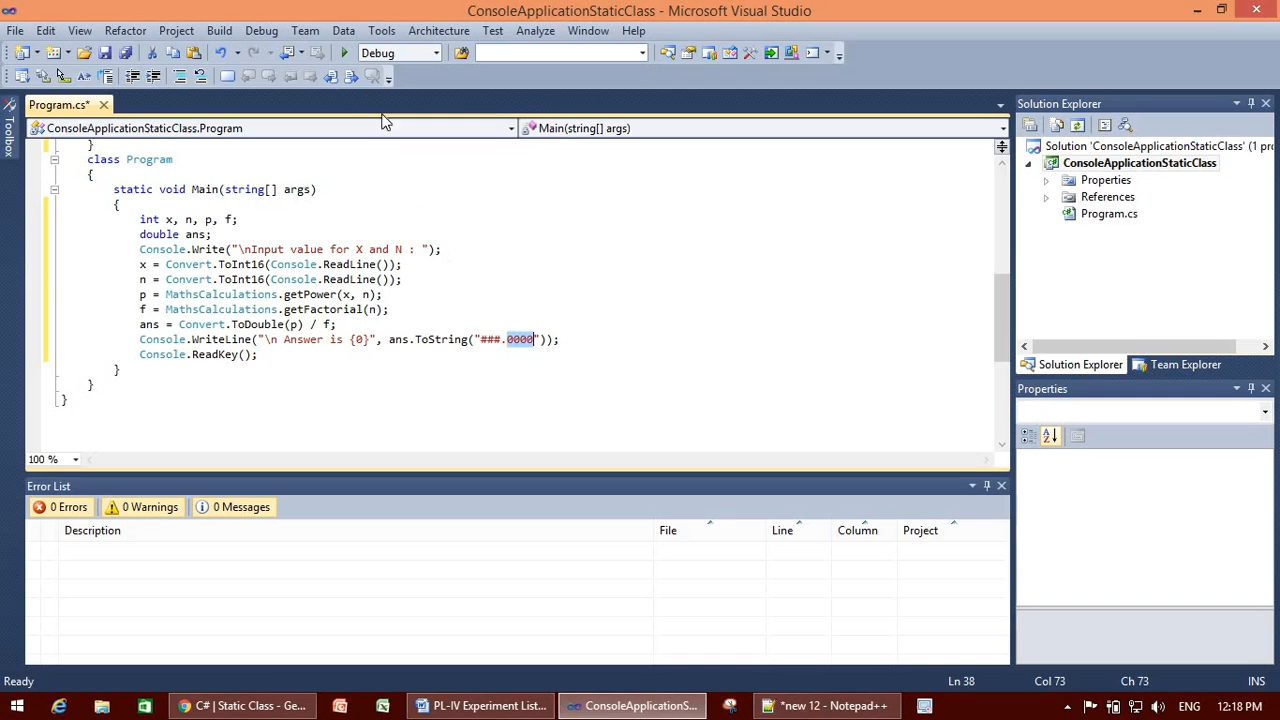 ConsoleApplicationStaticClass - Microsoft Visual Studio
File Edit View Refactor Project Build Debug Team Data Tools Architecture Test Analyze Window Help
Debug
Program.cs*
ConsoleApplicationStaticClass.Program
Main(string[] args)
}
class Program
{
static void Main(string[] args)
{
int x, n, p, f;
double ans;
Console.Write("\nInput value for X and N : ");
x = Convert.ToInt16(Console.ReadLine());
n = Convert.ToInt16(Console.ReadLine());
p = MathsCalculations.getPower(x, n);
f = MathsCalculations.getFactorial(n);
ans = Convert.ToDouble(p) / f;
Console.WriteLine("\n Answer is {0}", ans.ToString("###.0000"));
Console.ReadKey();
}
}
}
100 %
Toolbox
Solution Explorer
Solution 'ConsoleApplicationStaticClass' (1 pro
ConsoleApplicationStaticClass
Properties
References
Program.cs
Solution Explorer Team Explorer
Properties
Error List
0 Errors 0 Warnings 0 Messages
Description File Line Column Project
Ready Ln 38 Col 73 Ch 73 INS
C# | Static Class - Ge... PL-IV Experiment List... ConsoleApplicationS... *new 12 - Notepad++ ENG 12:18 PM